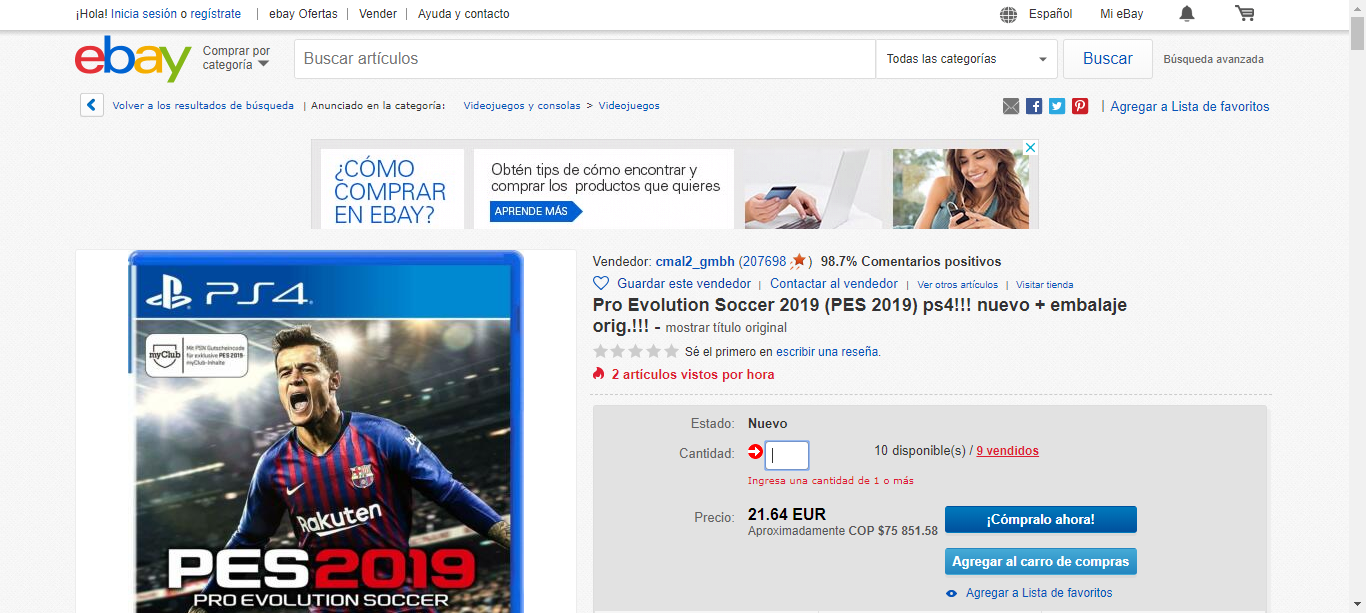 ¡Hola! Inicia sesión o regístrate | ebay Ofertas | Vender | Ayuda y contacto Español Mi eBay
ebay Comprar por categoría Buscar artículos Todas las categorías Buscar Búsqueda avanzada
Volver a los resultados de búsqueda | Anunciado en la categoría: Videojuegos y consolas > Videojuegos | Agregar a Lista de favoritos
¿CÓMO
COMPRAR
EN EBAY?
Obtén tips de cómo encontrar y
comprar los productos que quieres
APRENDE MÁS
PS4
myClub
Mit PSN Gutscheincode
für exklusive PES 2019
myClub-Inhalte
beko
Rakuten
PES2019
PRO EVOLUTION SOCCER
Vendedor: cmal2_gmbh (207698 ) 98.7% Comentarios positivos
Guardar este vendedor | Contactar al vendedor | Ver otros artículos | Visitar tienda
Pro Evolution Soccer 2019 (PES 2019) ps4!!! nuevo + embalaje
orig.!!! - mostrar título original
Sé el primero en escribir una reseña.
2 artículos vistos por hora
Estado: Nuevo
Cantidad: 10 disponible(s) / 9 vendidos
Ingresa una cantidad de 1 o más
Precio: 21.64 EUR ¡Cómpralo ahora!
Aproximadamente COP $75 851.58
Agregar al carro de compras
Agregar a Lista de favoritos